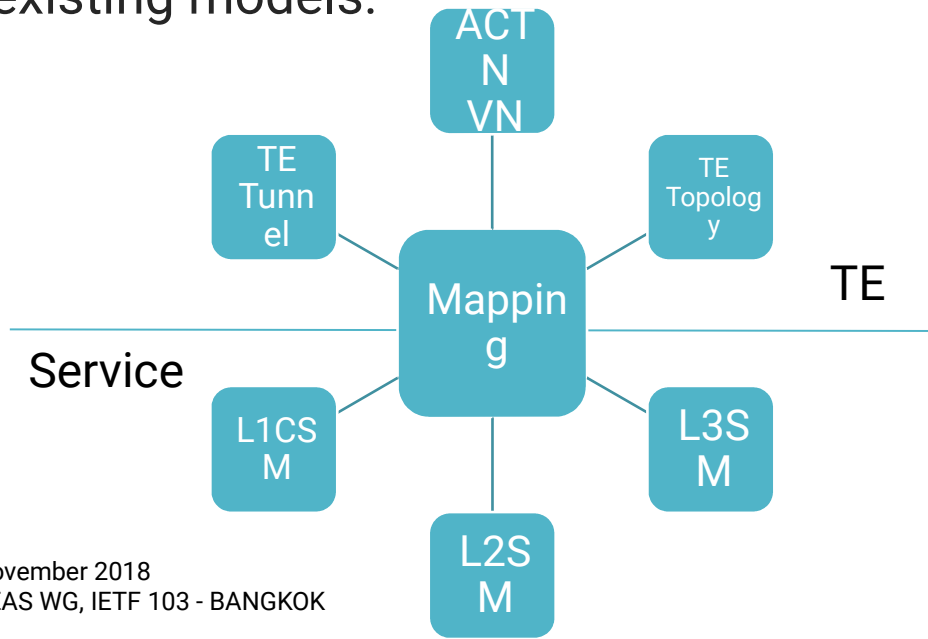 existing models.
ACT
N
VN
TE
Tunn
el
TE
Topolog
y
Mappin
g
TE
Service
L1CS
M
L3S
M
L2S
M
ovember 2018
EAS WG, IETF 103 - BANGKOK